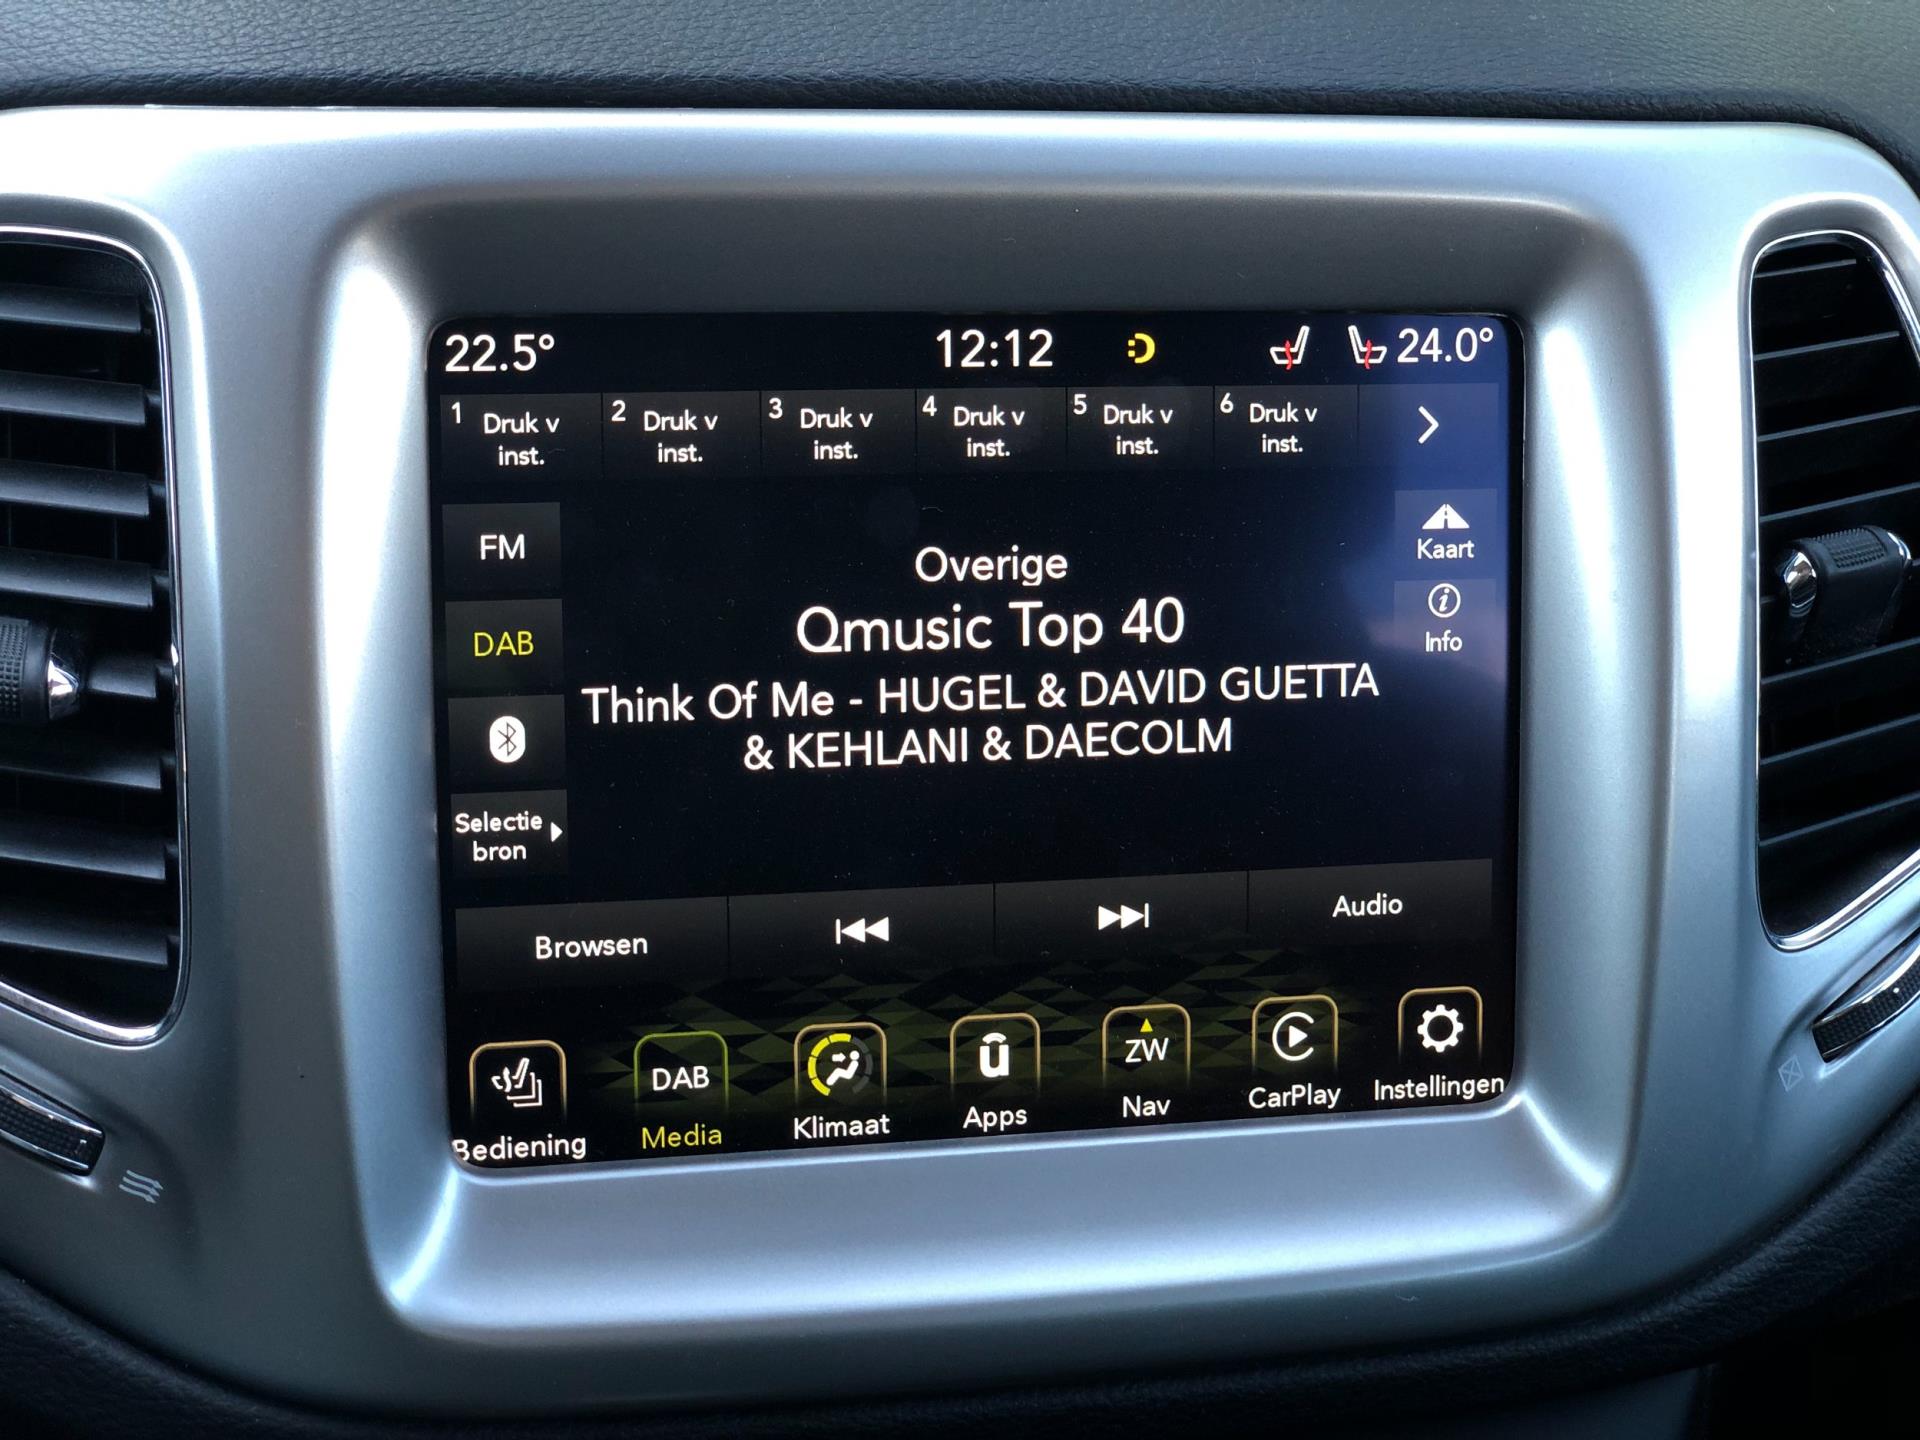 22.5° 12:12 24.0°
1 Druk v inst.
2 Druk v inst.
3 Druk v inst.
4 Druk v inst.
5 Druk v inst.
6 Druk v inst.
FM
DAB
Selectie
bron
Overige
Qmusic Top 40
Think Of Me - HUGEL & DAVID GUETTA
& KEHLANI & DAECOLM
Kaart
Info
Browsen
Audio
Bediening
DAB
Media
Klimaat
û
Apps
ZW
Nav
CarPlay
Instellingen